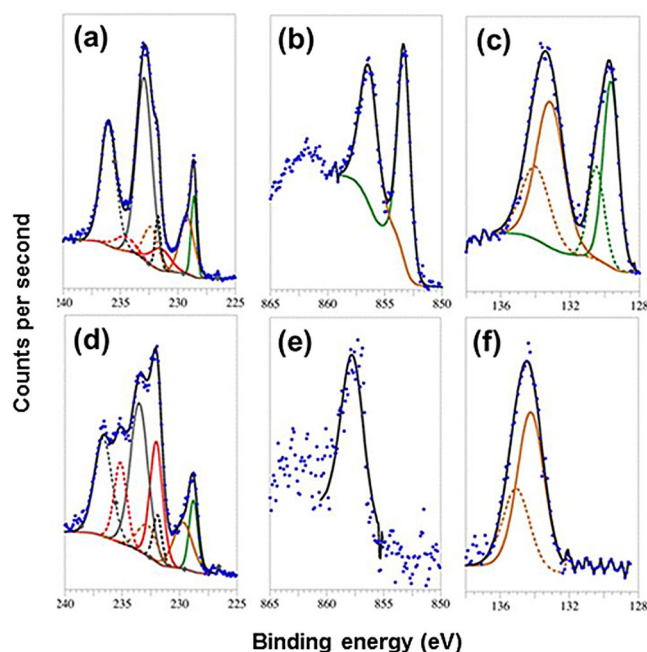 (a) (b) (c)
240 235 230 225 865 860 855 850 136 132 128
Counts per second
(d) (e) (f)
240 235 230 225 865 860 855 850 136 132 128
Binding energy (eV)